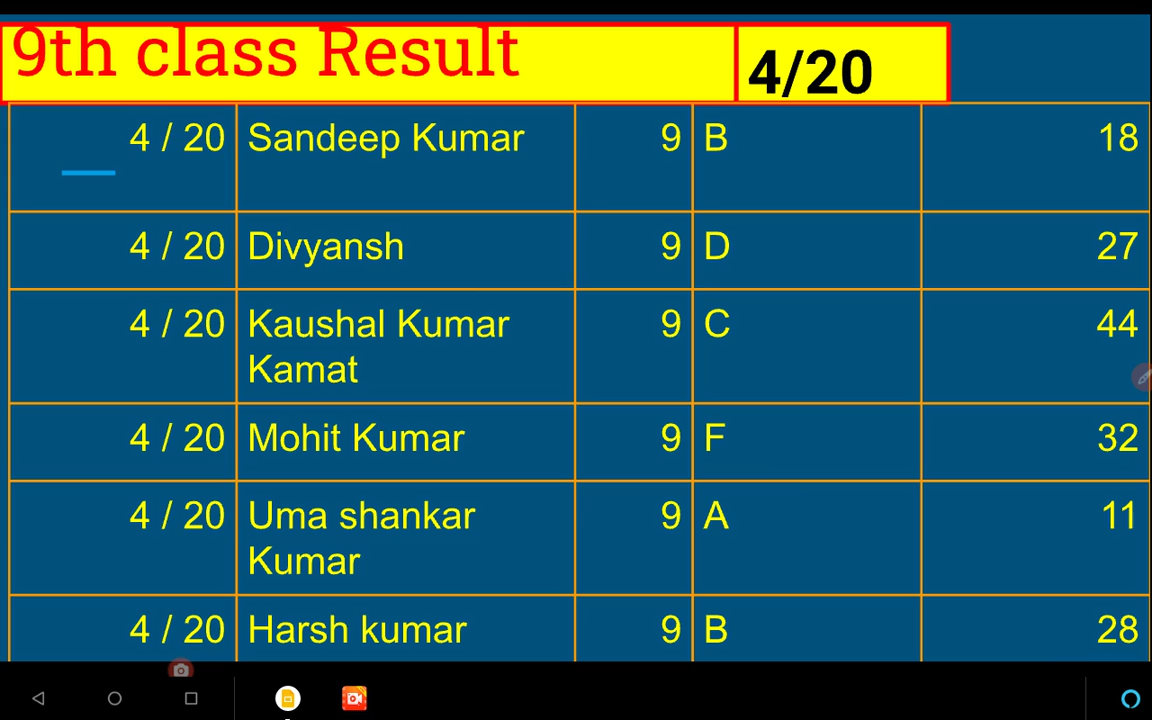 9th class Result 4/20
4 / 20 Sandeep Kumar 9 B 18
4 / 20 Divyansh 9 D 27
4 / 20 Kaushal Kumar 9 C 44
Kamat
4 / 20 Mohit Kumar 9 F 32
4 / 20 Uma shankar 9 A 11
Kumar
4 / 20 Harsh kumar 9 B 28